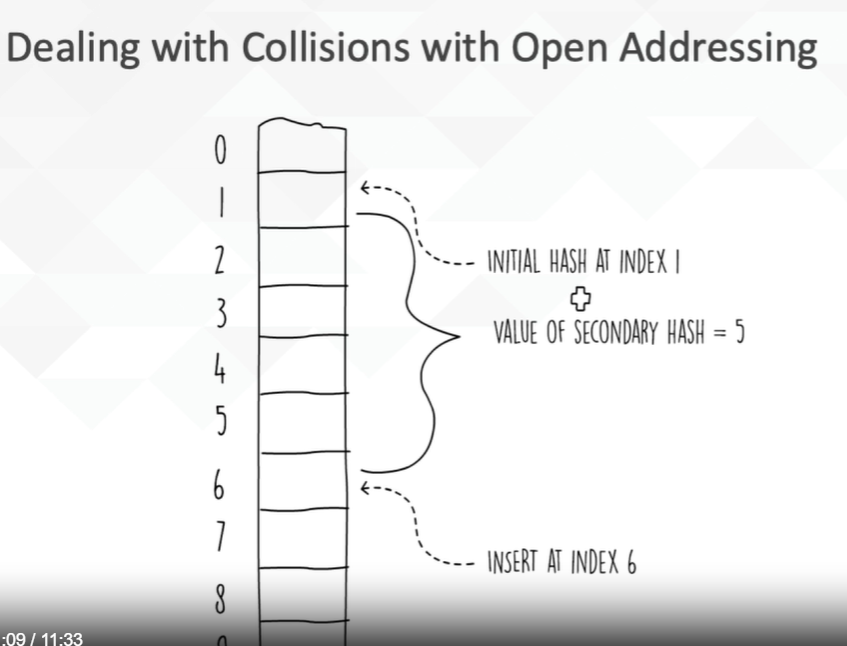 Dealing with Collisions with Open Addressing
0
1
2
3
4
5
6
7
8
INITIAL HASH AT INDEX 1
VALUE OF SECONDARY HASH = 5
INSERT AT INDEX 6
:09 / 11:33